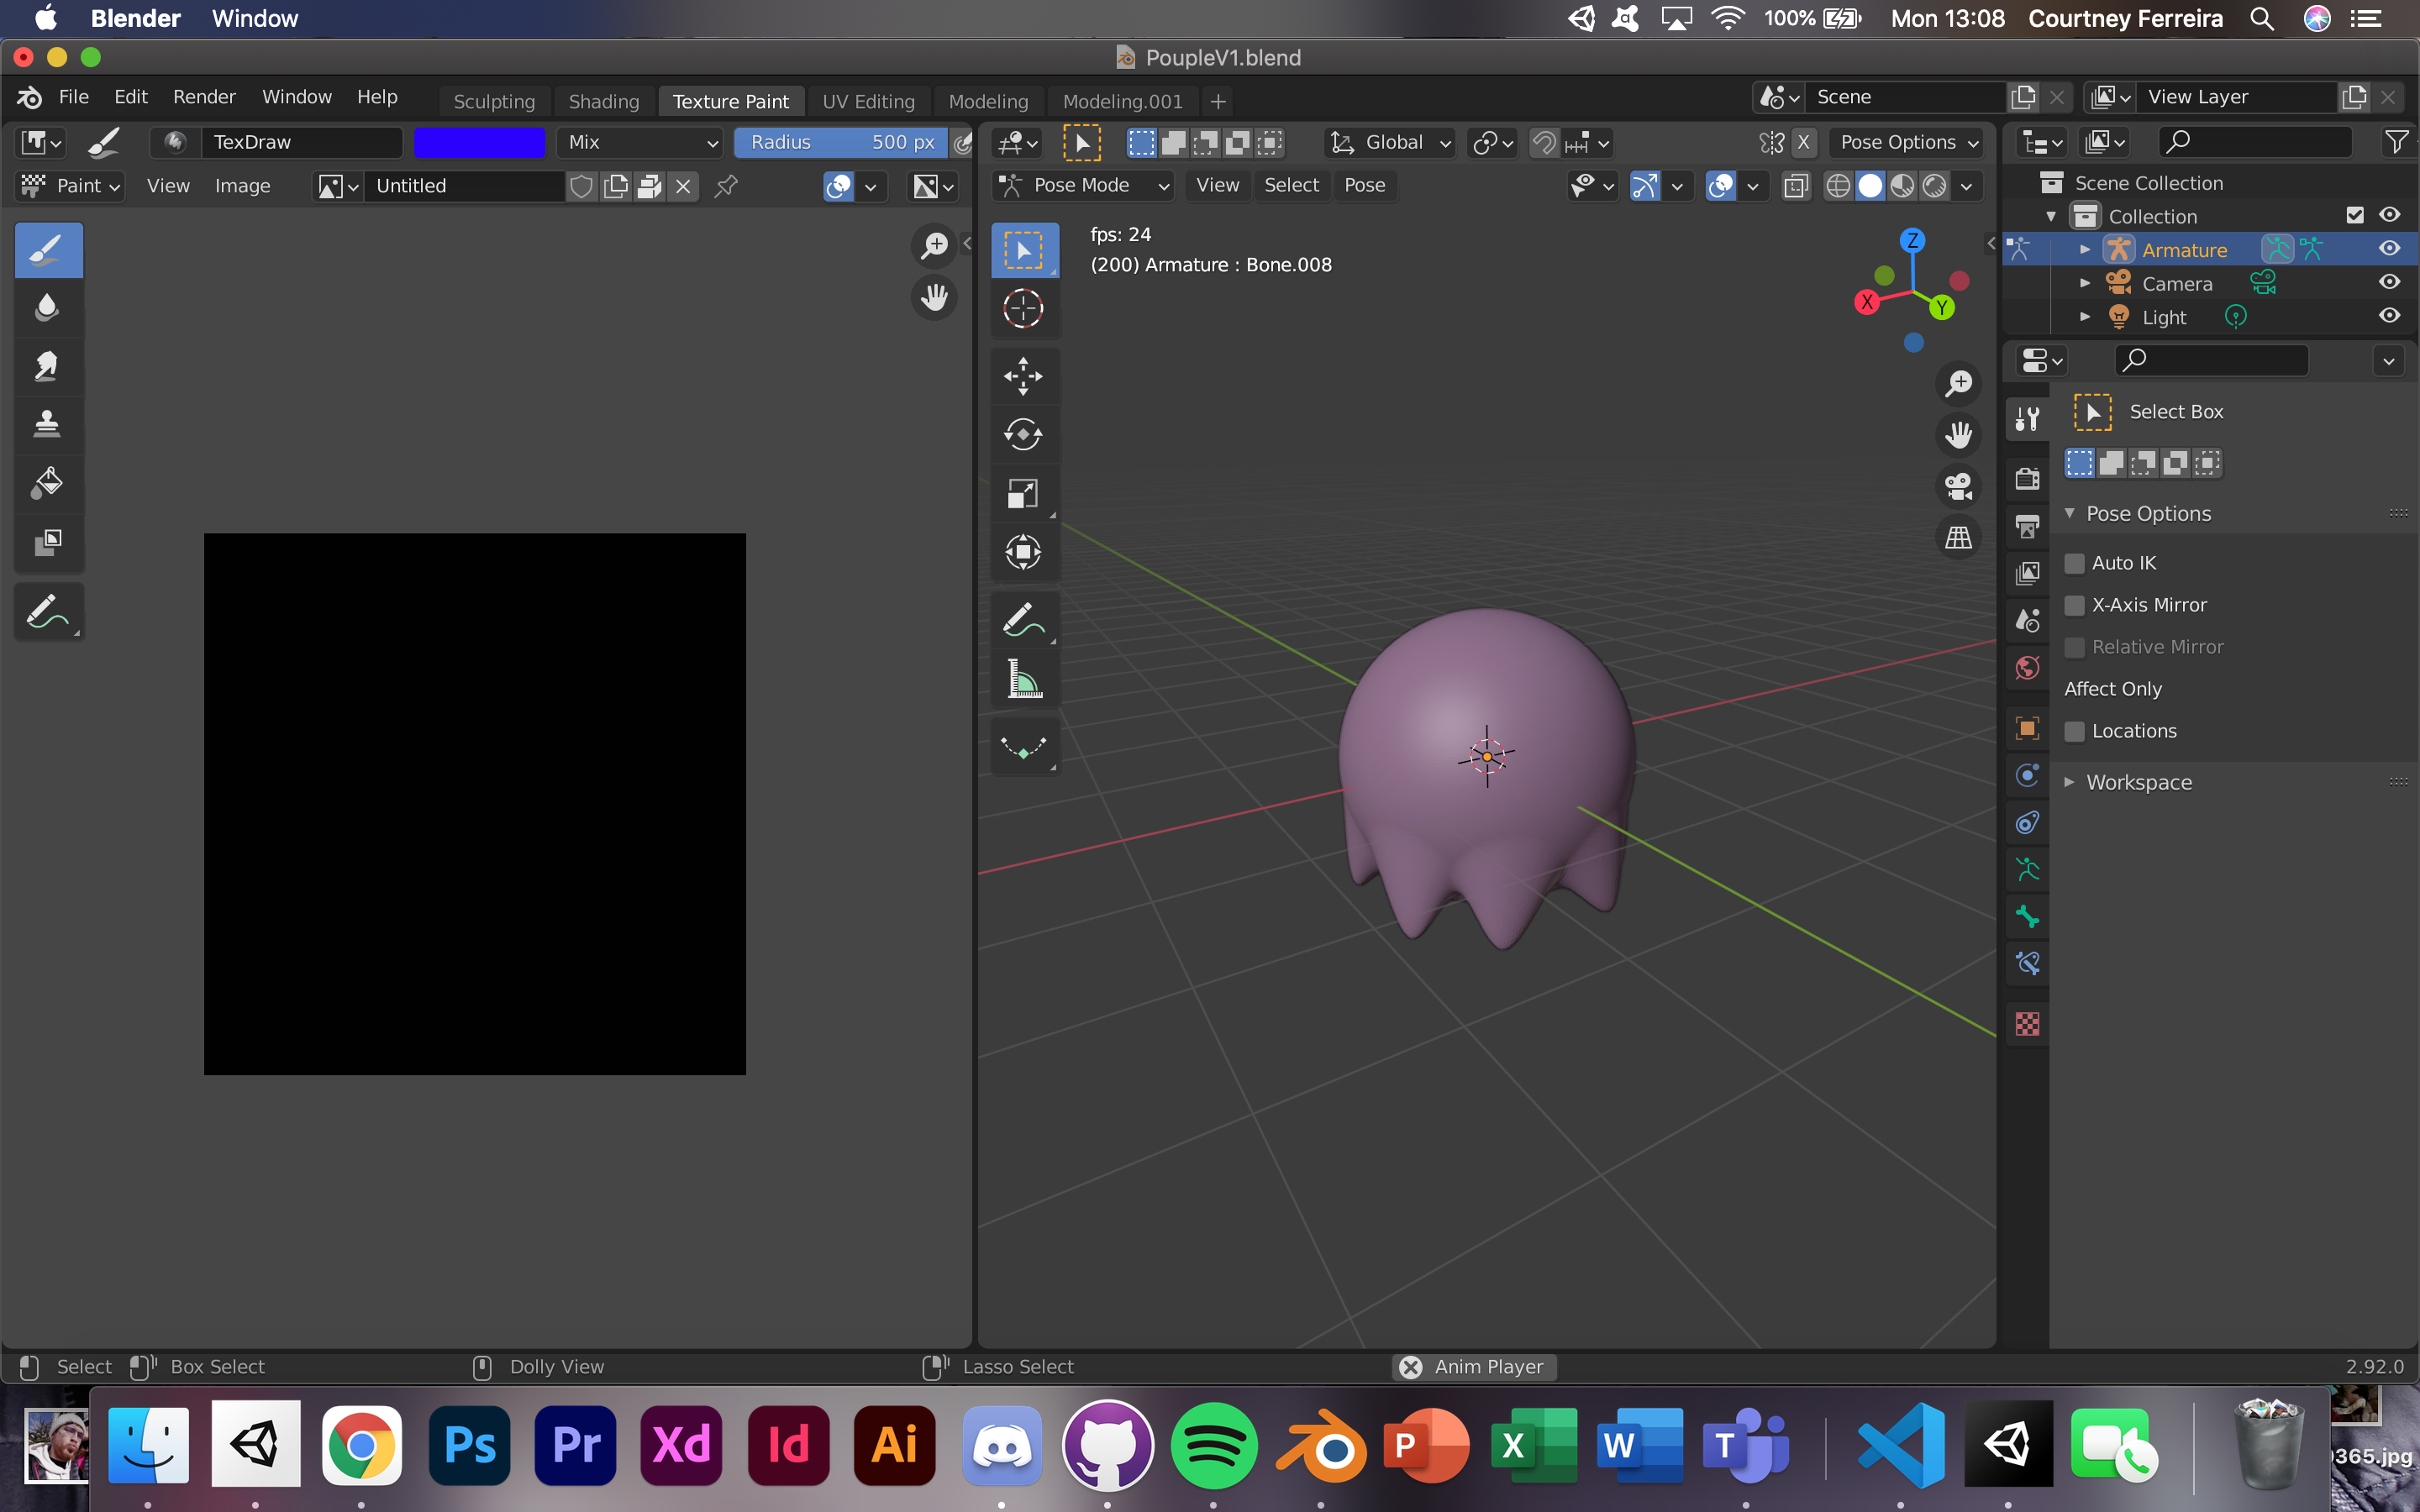 Blender Window 100% Mon 13:08 Courtney Ferreira
PoupleV1.blend
File Edit Render Window Help Sculpting Shading Texture Paint UV Editing Modeling Modeling.001 + Scene View Layer
TexDraw Mix Radius 500 px Global X Pose Options
Paint View Image Untitled Pose Mode View Select Pose
Scene Collection
Collection
Armature
Camera
Light
fps: 24
(200) Armature : Bone.008
Z
X
Y
Select Box
Pose Options
Auto IK
X-Axis Mirror
Relative Mirror
Affect Only
Locations
Workspace
Select Box Select Dolly View Lasso Select Anim Player 2.92.0
Ps Pr Xd Id Ai P X W T
0365.jpg